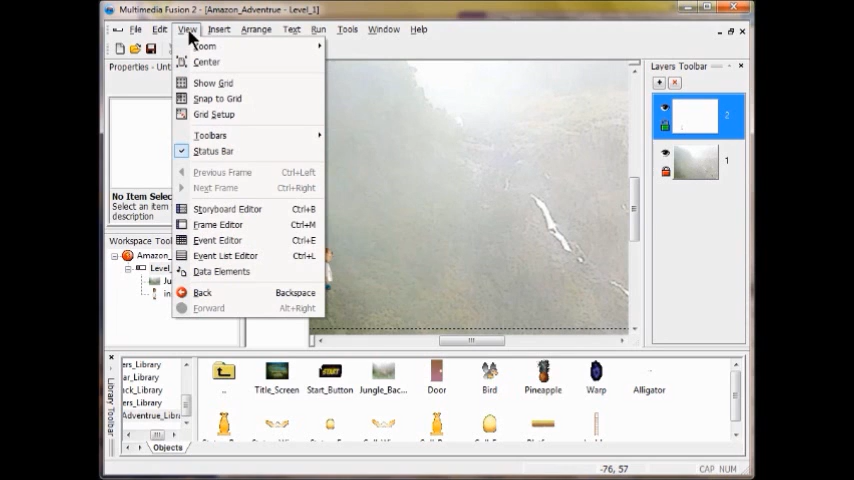 Multimedia Fusion 2 - [Amazon_Adventrue - Level_1]
File Edit View Insert Arrange Text Run Tools Window Help
Properties - Unt
Layers Toolbar
Zoom
Center
Show Grid
Snap to Grid
Grid Setup
Toolbars
Status Bar
Previous Frame Ctrl+Left
Next Frame Ctrl+Right
Storyboard Editor Ctrl+B
Frame Editor Ctrl+M
Event Editor Ctrl+E
Event List Editor Ctrl+L
Data Elements
Back Backspace
Forward Alt+Right
2
1
No Item Selec
Select an item
description
Workspace Tool
Amazon_
Level_
Ju
in
Library Toolbar
ers_Library
ar_Library
ck_Library
ers_Library
Adventrue_Libra
..
Title_Screen Start_Button Jungle_Bac... Door Bird Pineapple Warp Alligator
Objects
-76, 57
CAP NUM